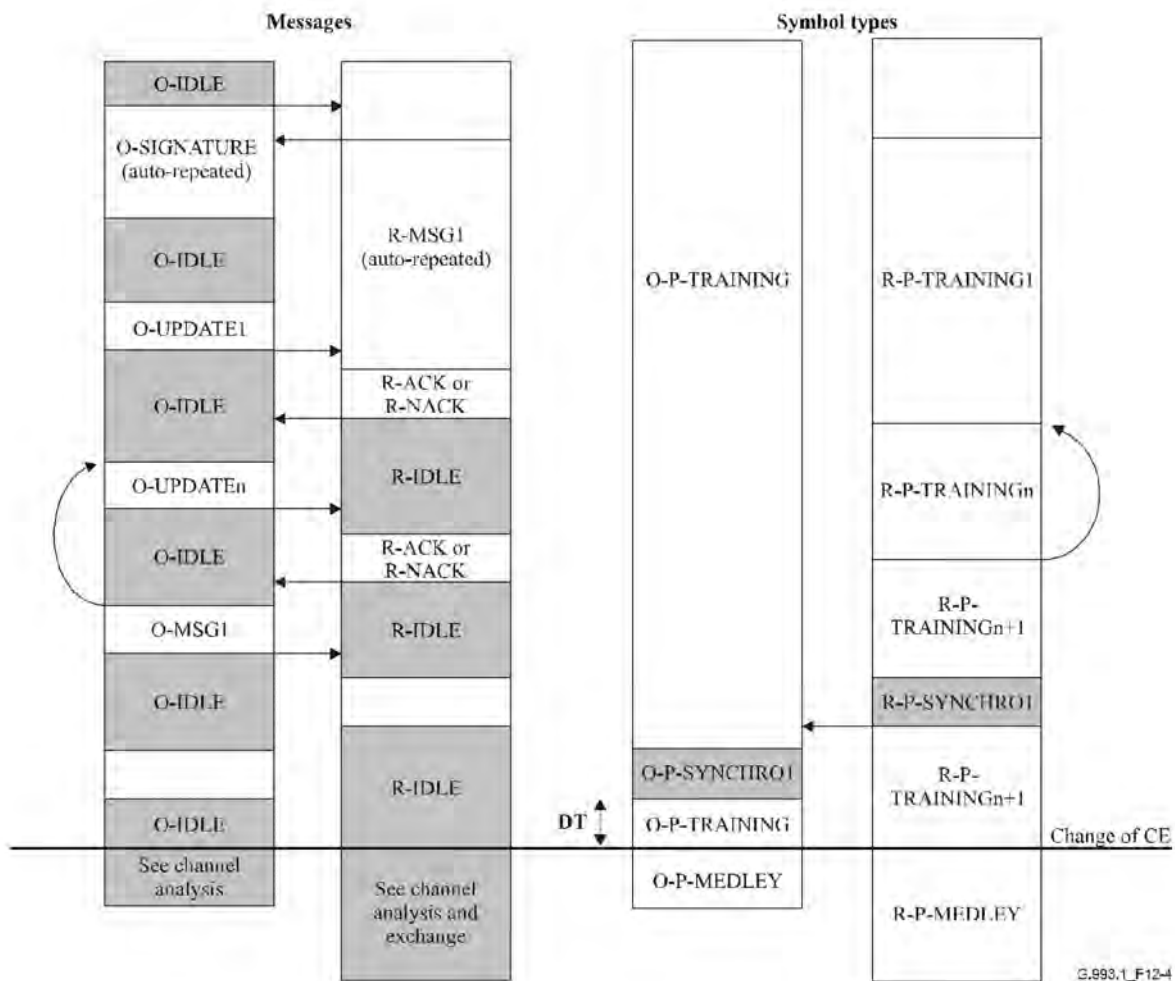 Messages
Symbol types
O-IDLE
O-SIGNATURE
(auto-repeated)
O-IDLE
O-UPDATE1
O-IDLE
O-UPDATEn
O-IDLE
O-MSG1
O-IDLE
O-IDLE
See channel
analysis
R-MSG1
(auto-repeated)
R-ACK or
R-NACK
R-IDLE
R-ACK or
R-NACK
R-IDLE
R-IDLE
See channel
analysis and
exchange
O-P-TRAINING
O-P-SYNCHRO1
DT
O-P-TRAINING
O-P-MEDLEY
R-P-TRAINING1
R-P-TRAININGn
R-P-
TRAININGn+1
R-P-SYNCHRO1
R-P-
TRAININGn+1
Change of CE
R-P-MEDLEY
G.993.1_F12-4